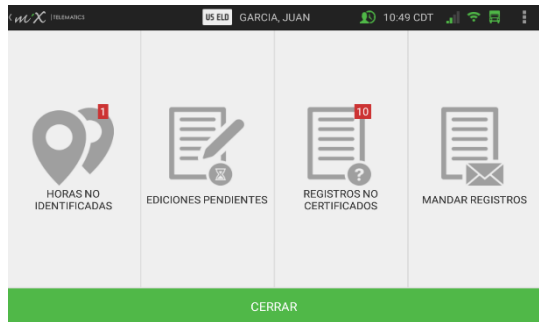 mix TELEMATICS US ELD GARCIA, JUAN 10:49 CDT
1
10
?
HORAS NO
IDENTIFICADAS
EDICIONES PENDIENTES
REGISTROS NO
CERTIFICADOS
MANDAR REGISTROS
CERRAR